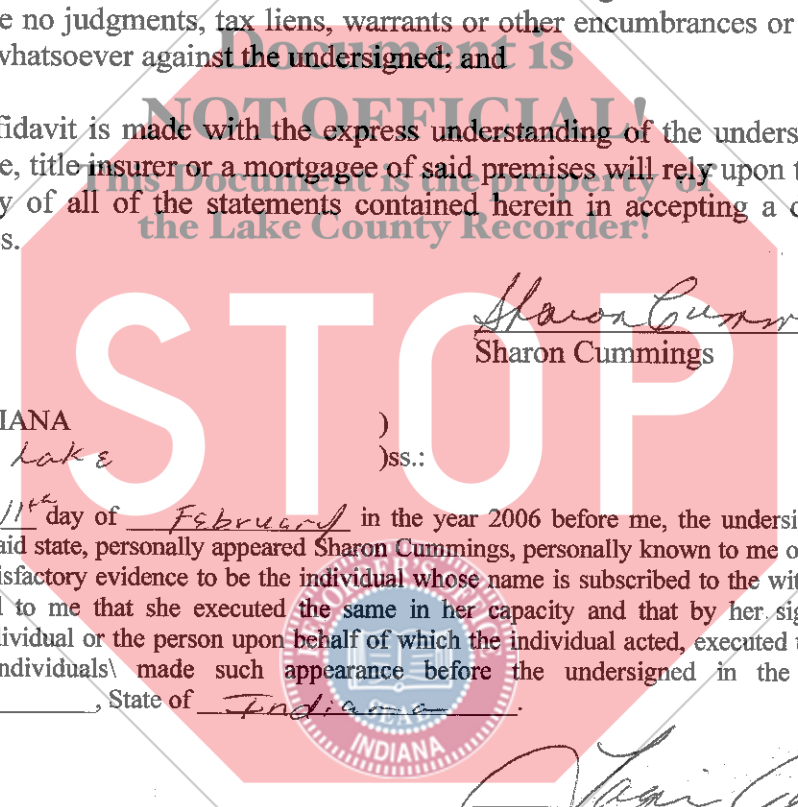 e no judgments, tax liens, warrants or other encumbrances or
whatsoever against the undersigned; and
Document is
NOT OFFICIAL!
This Document is the property of
the Lake County Recorder!
fidavit is made with the express understanding of the unders
e, title insurer or a mortgagee of said premises will rely upon t
y of all of the statements contained herein in accepting a c
s.
STOP
Sharon Cumm
Sharon Cummings
IANA )
Lake )ss.:
11th day of February in the year 2006 before me, the undersi
aid state, personally appeared Sharon Cummings, personally known to me o
isfactory evidence to be the individual whose name is subscribed to the wit
l to me that she executed the same in her capacity and that by her sig
lividual or the person upon behalf of which the individual acted, executed t
ndividuals\ made such appearance before the undersigned in the
, State of Indiana.
RECORDER'S OFFICE
SEAL
INDIANA